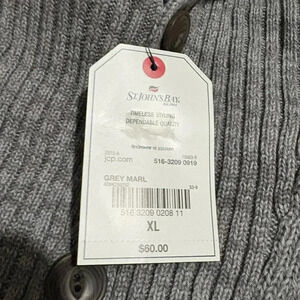 ST. JOHN'S BAY
TIMELESS STYLING
DEPENDABLE QUALITY
jcp.com
516-3209 0919
GREY MARL
516 3209 0208 11
XL
$60.00